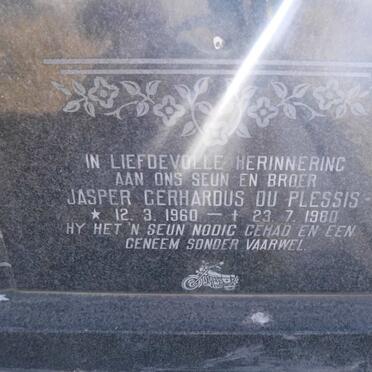 IN LIEFDEVOLLE HERINNERING
AAN ONS SEUN EN BROER
JASPER GERHARDUS DU PLESSIS
★ 12. 3. 1960 — † 23. 7. 1980
HY HET 'N SEUN NODIG GEHAD EN EEN
GENEEM SONDER VAARWEL.